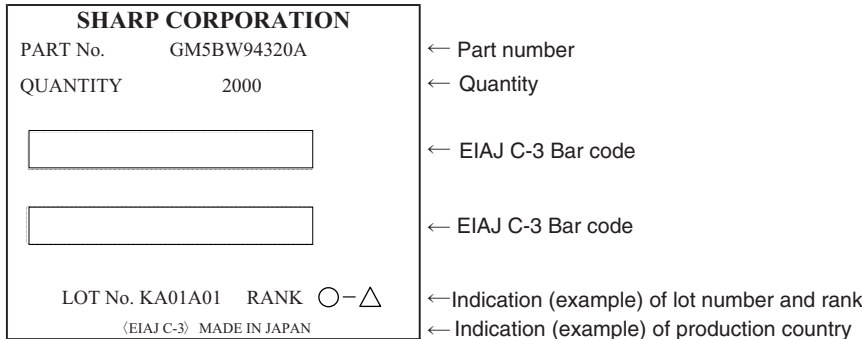 SHARP CORPORATION
PART No. GM5BW94320A ← Part number
QUANTITY 2000 ← Quantity
← EIAJ C-3 Bar code
← EIAJ C-3 Bar code
LOT No. KA01A01 RANK ○-△ ←Indication (example) of lot number and rank
〈EIAJ C-3〉 MADE IN JAPAN ← Indication (example) of production country